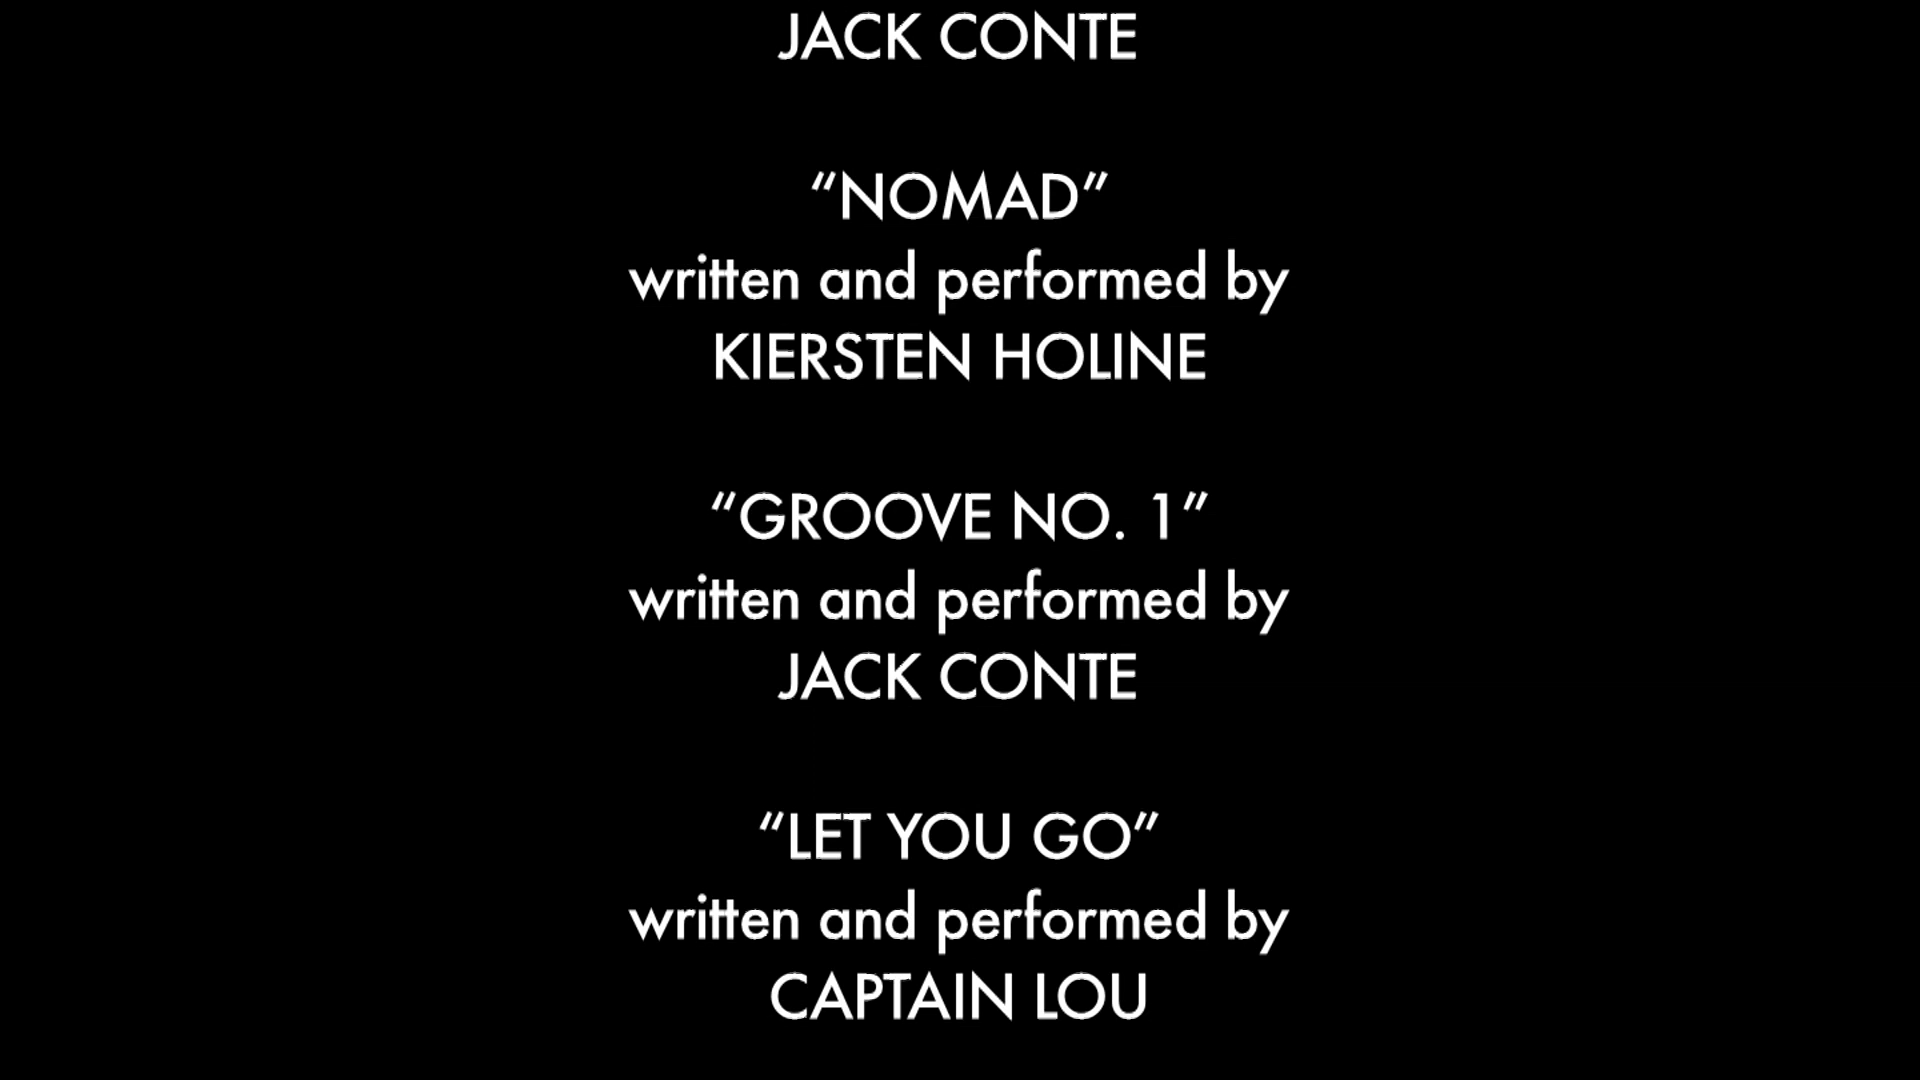 JACK CONTE
“NOMAD”
written and performed by
KIERSTEN HOLINE
“GROOVE NO. 1”
written and performed by
JACK CONTE
“LET YOU GO”
written and performed by
CAPTAIN LOU